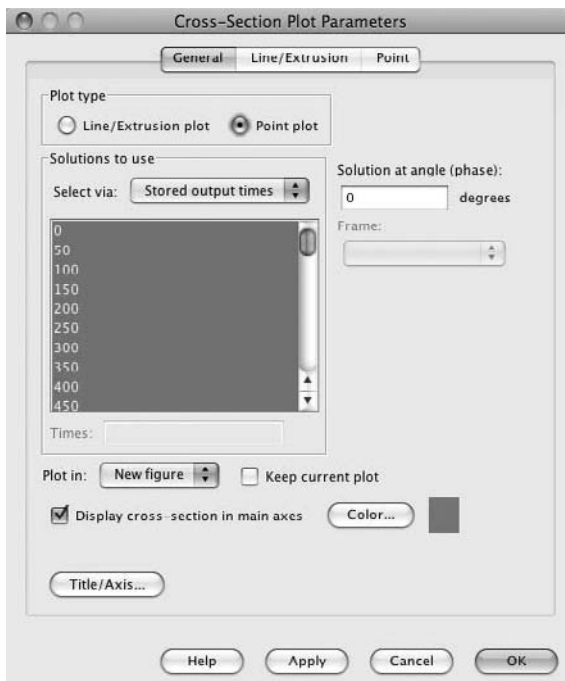 Cross-Section Plot Parameters
General Line/Extrusion Point
Plot type
Line/Extrusion plot Point plot
Solutions to use
Select via: Stored output times
0
50
100
150
200
250
300
350
400
450
Times:
Solution at angle (phase):
0 degrees
Frame:
Plot in: New figure Keep current plot
Display cross-section in main axes Color...
Title/Axis...
Help Apply Cancel OK